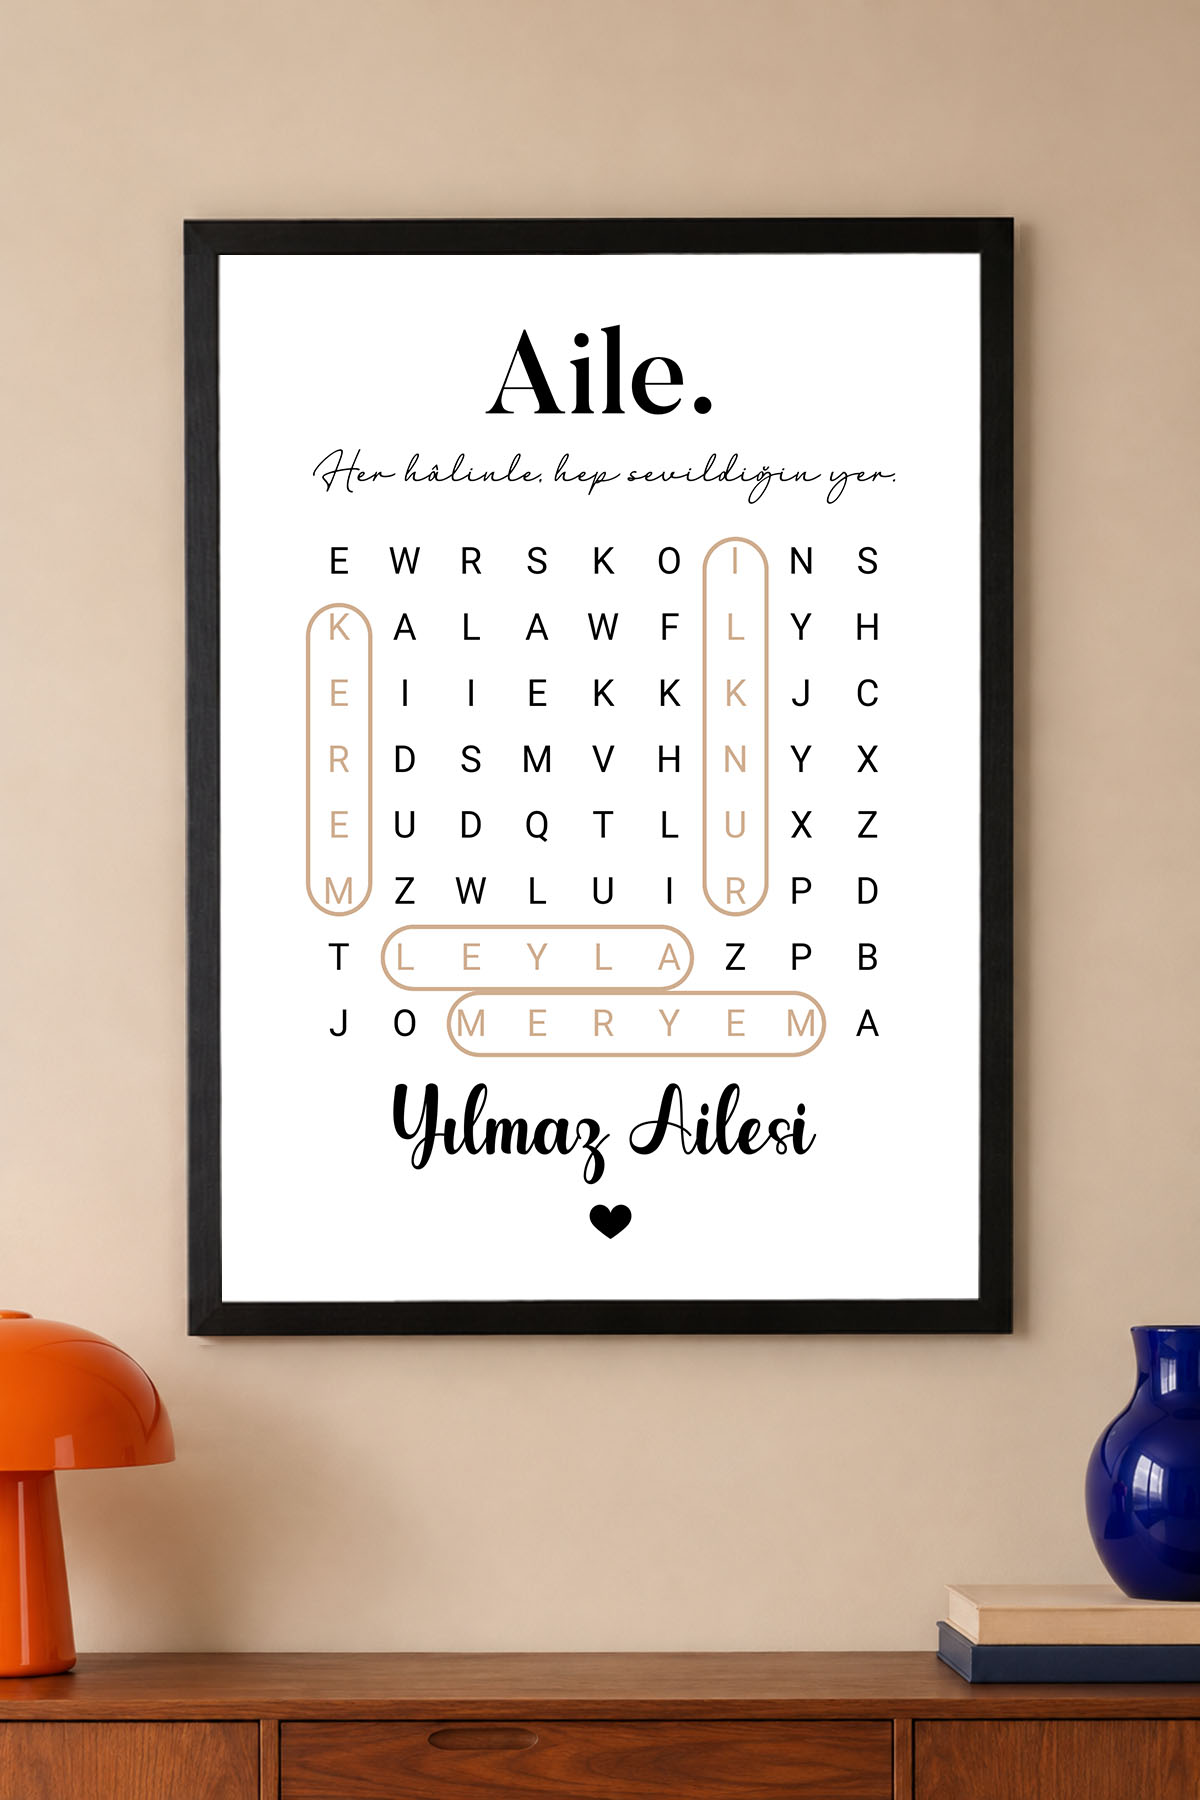 Aile.
Her hâlinle, hep sevildiğin yer.
E W R S K O I N S
K A L A W F L Y H
E I I E K K K J C
R D S M V H N Y X
E U D Q T L U X Z
M Z W L U I R P D
T L E Y L A Z P B
J O M E R Y E M A
Yılmaz Ailesi